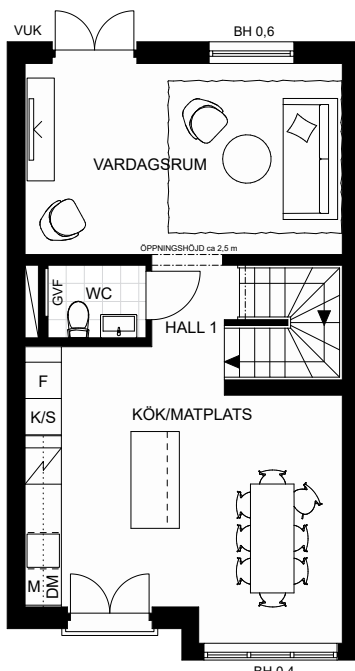 VUK
BH 0,6
VARDAGSRUM
ÖPPNINGSHÖJD ca 2,5 m
GVF
WC
HALL 1
F
K/S
KÖK/MATPLATS
M
DM
BH 0,4